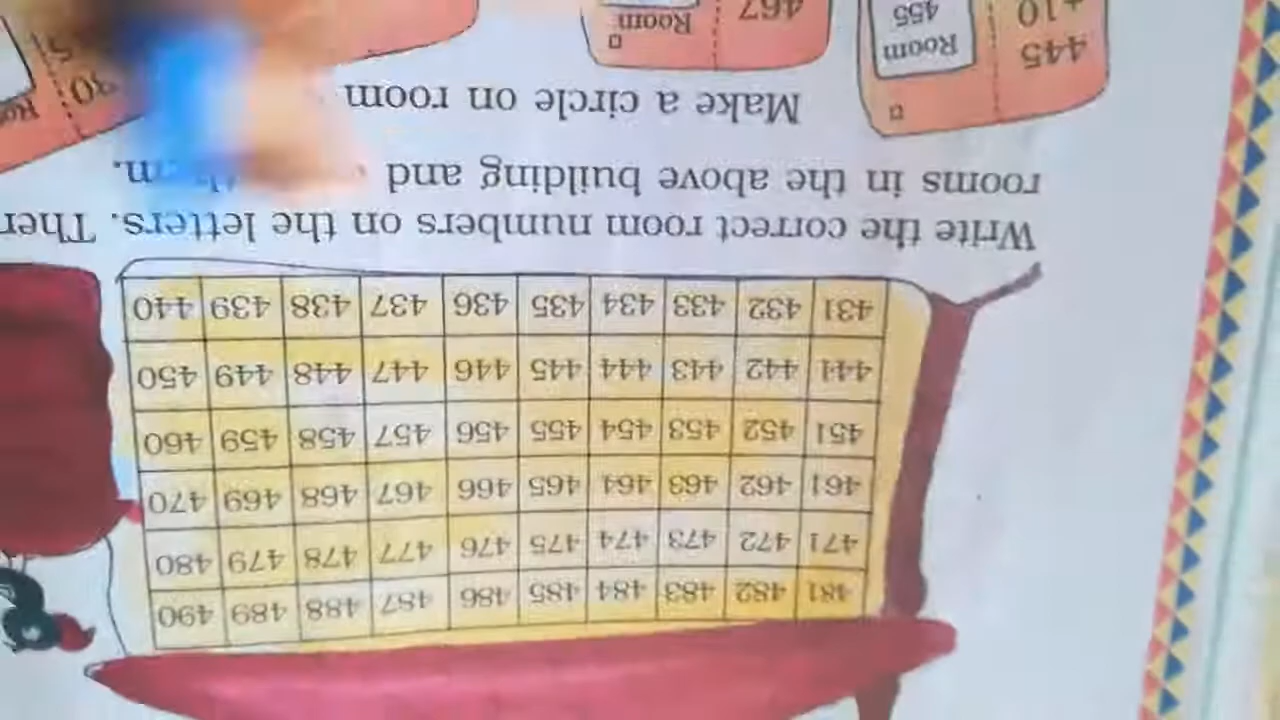 481 482 483 484 485 486 487 488 489 490
471 472 473 474 475 476 477 478 479 480
461 462 463 464 465 466 467 468 469 470
451 452 453 454 455 456 457 458 459 460
441 442 443 444 445 446 447 448 449 450
431 432 433 434 435 436 437 438 439 440
Write the correct room numbers on the letters.
rooms in the above building and
Make a circle on room
445 Room
+10 455
467 Room